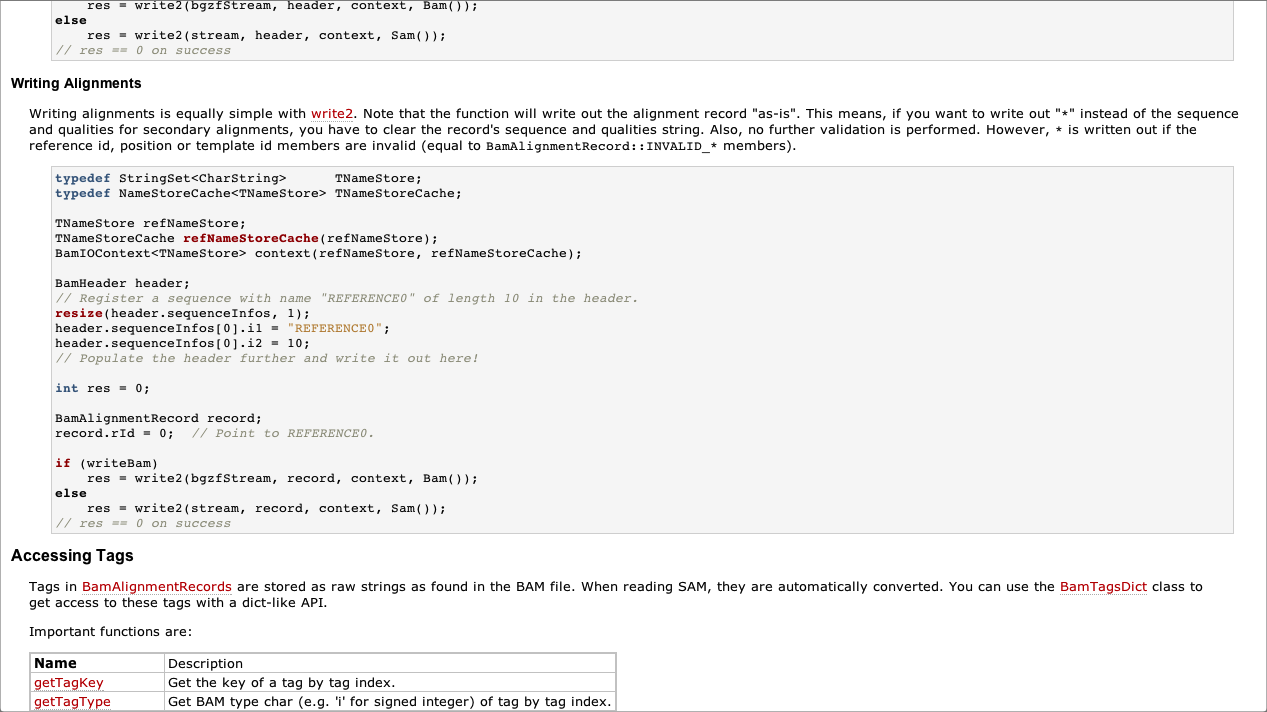 res = write2(bgzfStream, header, context, Bam());
else
    res = write2(stream, header, context, Sam());
// res == 0 on success
Writing Alignments
Writing alignments is equally simple with write2. Note that the function will write out the alignment record "as-is". This means, if you want to write out "*" instead of the sequence
and qualities for secondary alignments, you have to clear the record's sequence and qualities string. Also, no further validation is performed. However, * is written out if the
reference id, position or template id members are invalid (equal to BamAlignmentRecord::INVALID_* members).
typedef StringSet<CharString>      TNameStore;
typedef NameStoreCache<TNameStore> TNameStoreCache;
TNameStore refNameStore;
TNameStoreCache refNameStoreCache(refNameStore);
BamIOContext<TNameStore> context(refNameStore, refNameStoreCache);
BamHeader header;
// Register a sequence with name "REFERENCE0" of length 10 in the header.
resize(header.sequenceInfos, 1);
header.sequenceInfos[0].i1 = "REFERENCE0";
header.sequenceInfos[0].i2 = 10;
// Populate the header further and write it out here!
int res = 0;
BamAlignmentRecord record;
record.rId = 0;  // Point to REFERENCE0.
if (writeBam)
    res = write2(bgzfStream, record, context, Bam());
else
    res = write2(stream, record, context, Sam());
// res == 0 on success
Accessing Tags
Tags in BamAlignmentRecords are stored as raw strings as found in the BAM file. When reading SAM, they are automatically converted. You can use the BamTagsDict class to
get access to these tags with a dict-like API.
Important functions are:
Name Description
getTagKey Get the key of a tag by tag index.
getTagType Get BAM type char (e.g. 'i' for signed integer) of tag by tag index.